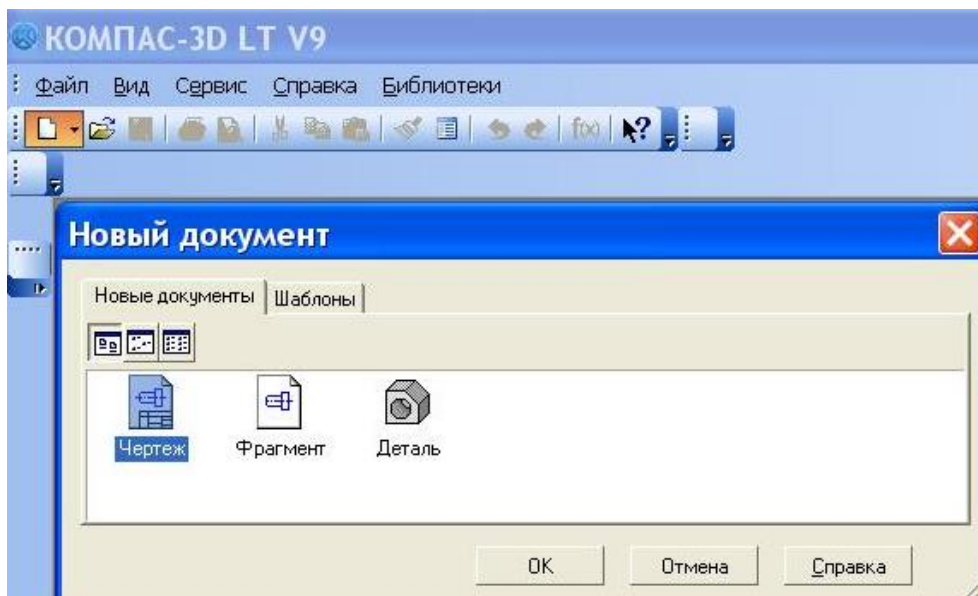 КОМПАС-3D LT V9
Файл Вид Сервис Справка Библиотеки
f(x) ?
Новый документ
Новые документы Шаблоны
Чертеж Фрагмент Деталь
OK Отмена Справка